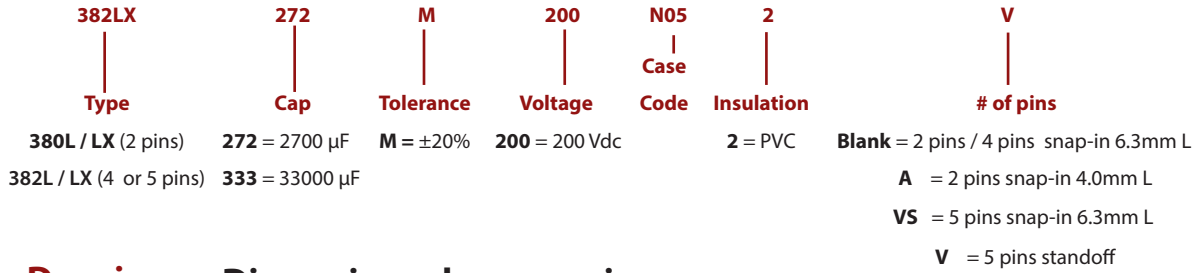 382LX 272 M 200 N05 2 V
Case
Type Cap Tolerance Voltage Code Insulation # of pins
380L / LX (2 pins) 272 = 2700 µF M = ±20% 200 = 200 Vdc 2 = PVC Blank = 2 pins / 4 pins snap-in 6.3mm L
382L / LX (4 or 5 pins) 333 = 33000 µF A = 2 pins snap-in 4.0mm L
VS = 5 pins snap-in 6.3mm L
V = 5 pins standoff